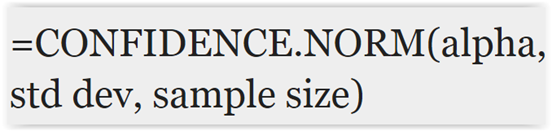 =CONFIDENCE.NORM(alpha,
std dev, sample size)